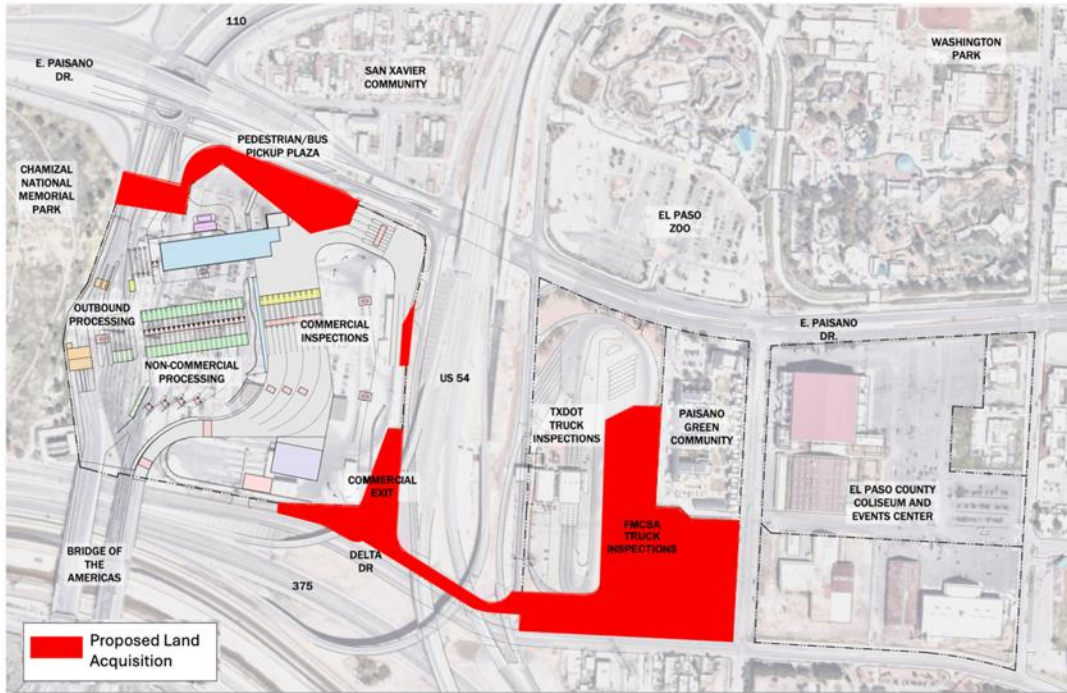 110
E. PAISANO
DR.
SAN XAVIER
COMMUNITY
WASHINGTON
PARK
PEDESTRIAN/BUS
PICKUP PLAZA
CHAMIZAL
NATIONAL
MEMORIAL
PARK
EL PASO
ZOO
OUTBOUND
PROCESSING
COMMERCIAL
INSPECTIONS
E. PAISANO
DR.
NON-COMMERCIAL
PROCESSING
US 54
TXDOT
TRUCK
INSPECTIONS
PAISANO
GREEN
COMMUNITY
COMMERCIAL
EXIT
EL PASO COUNTY
COLISEUM AND
EVENTS CENTER
FMCSA
TRUCK
INSPECTIONS
BRIDGE OF
THE
AMERICAS
DELTA
DR
375
Proposed Land
Acquisition